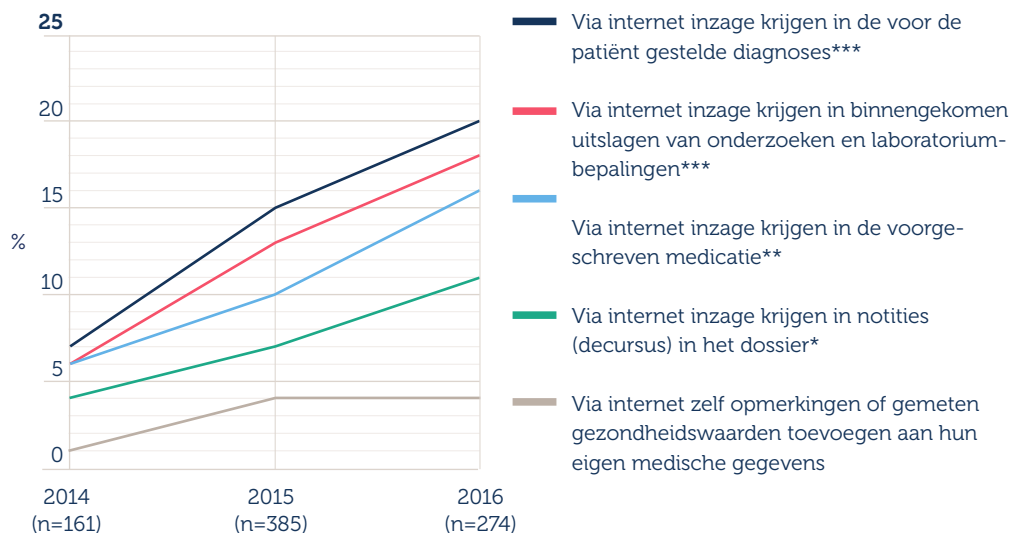 25
20
15
%
10
5
0
2014
(n=161)
2015
(n=385)
2016
(n=274)
Via internet inzage krijgen in de voor de
patiënt gestelde diagnoses***
Via internet inzage krijgen in binnengekomen
uitslagen van onderzoeken en laboratorium-
bepalingen***
Via internet inzage krijgen in de voorge-
schreven medicatie**
Via internet inzage krijgen in notities
(decursus) in het dossier*
Via internet zelf opmerkingen of gemeten
gezondheidswaarden toevoegen aan hun
eigen medische gegevens